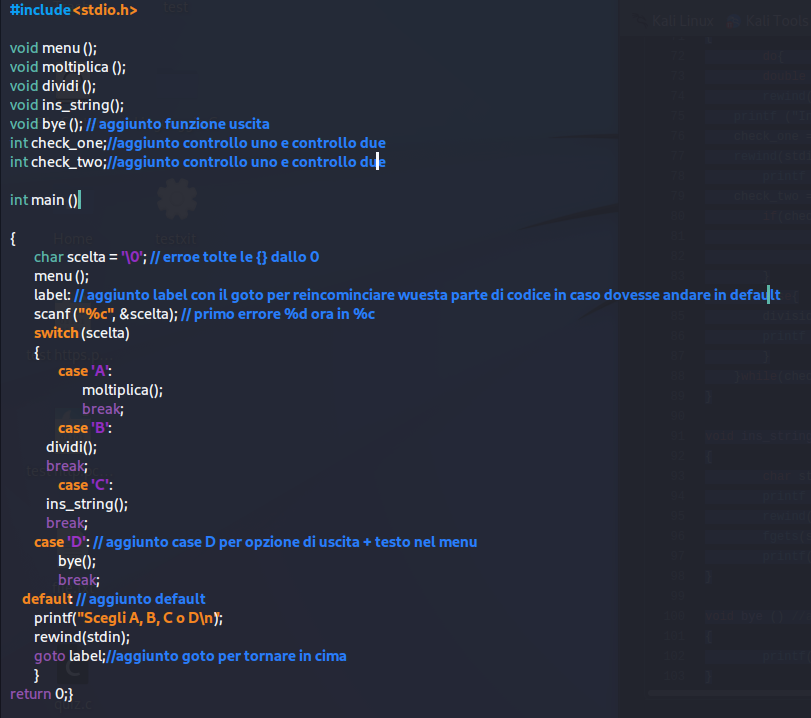 #include<stdio.h>
void menu ();
void moltiplica ();
void dividi ();
void ins_string();
void bye (); // aggiunto funzione uscita
int check_one;//aggiunto controllo uno e controllo due
int check_two;//aggiunto controllo uno e controllo due
int main ()
{
char scelta = '\0'; // erroe tolte le {} dallo 0
menu ();
label: // aggiunto label con il goto per reincominciare wuesta parte di codice in caso dovesse andare in default
scanf ("%c", &scelta); // primo errore %d ora in %c
switch (scelta)
{
case 'A':
moltiplica();
break;
case 'B':
dividi();
break;
case 'C':
ins_string();
break;
case 'D': // aggiunto case D per opzione di uscita + testo nel menu
bye();
break;
default: // aggiunto default
printf("Scegli A, B, C o D\n");
rewind(stdin);
goto label;//aggiunto goto per tornare in cima
}
return 0;}
Kali Linux
Kali Tools